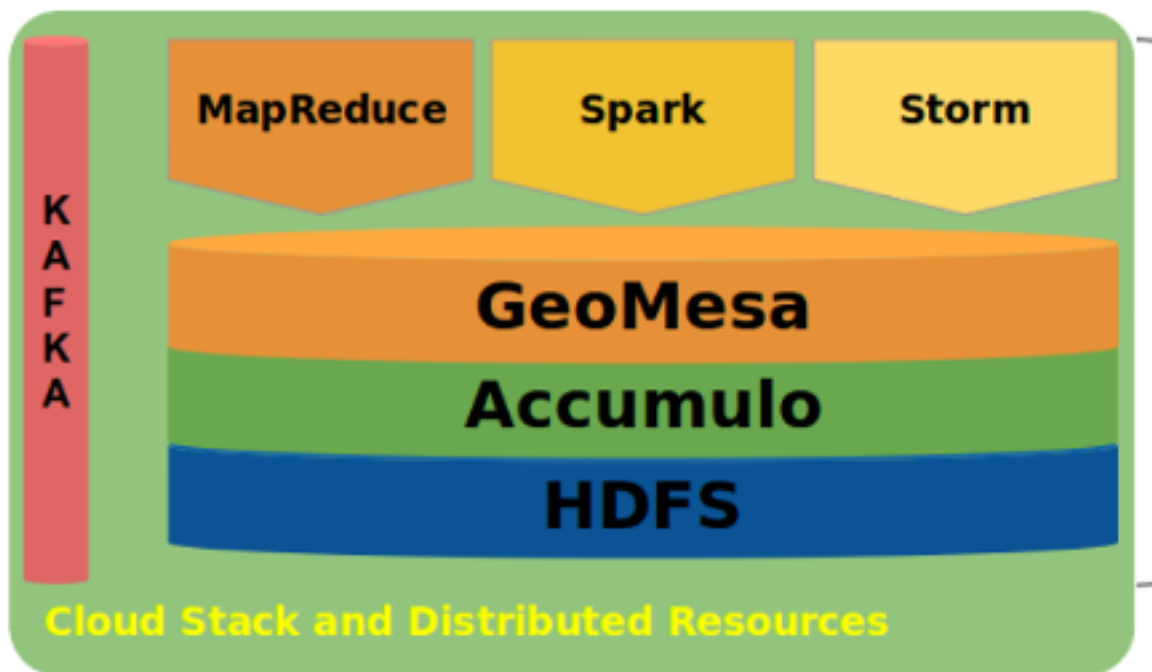 KAFKA
MapReduce
Spark
Storm
GeoMesa
Accumulo
HDFS
Cloud Stack and Distributed Resources